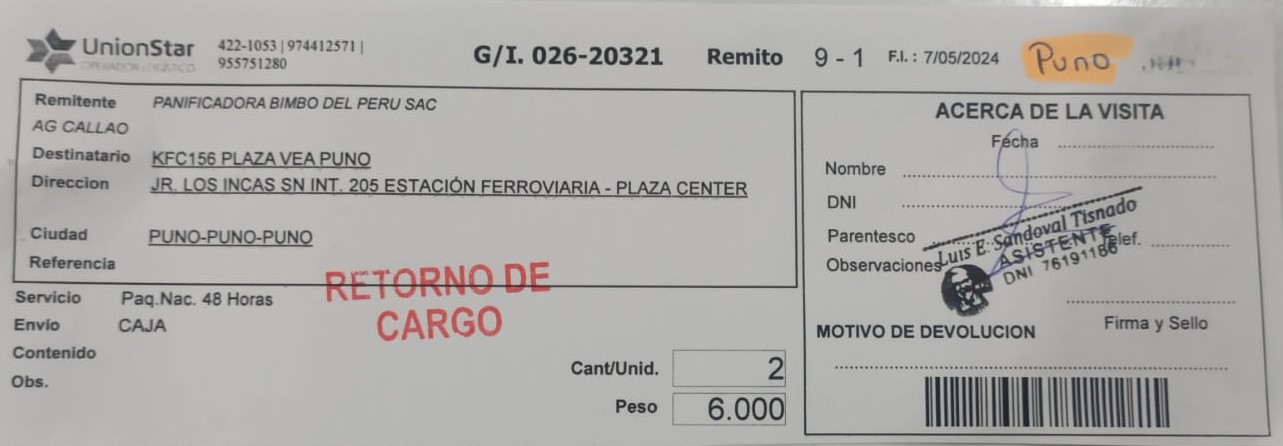 UnionStar
OPERADOR LOGISTICO
422-1053 | 974412571 |
955751280
G/I. 026-20321
Remito 9 - 1
F.I. : 7/05/2024
Puno
Remitente PANIFICADORA BIMBO DEL PERU SAC
AG CALLAO
Destinatario KFC156 PLAZA VEA PUNO
Direccion JR. LOS INCAS SN INT. 205 ESTACIÓN FERROVIARIA - PLAZA CENTER
Ciudad PUNO-PUNO-PUNO
Referencia
Servicio Paq.Nac. 48 Horas
Envío CAJA
Contenido
Obs.
RETORNO DE
CARGO
Cant/Unid. 2
Peso 6.000
ACERCA DE LA VISITA
Fecha
Nombre
DNI
Parentesco
Telef.
Observaciones
Luis E. Sandoval Tisnado
ASISTENTE
DNI 76191186
Firma y Sello
MOTIVO DE DEVOLUCION